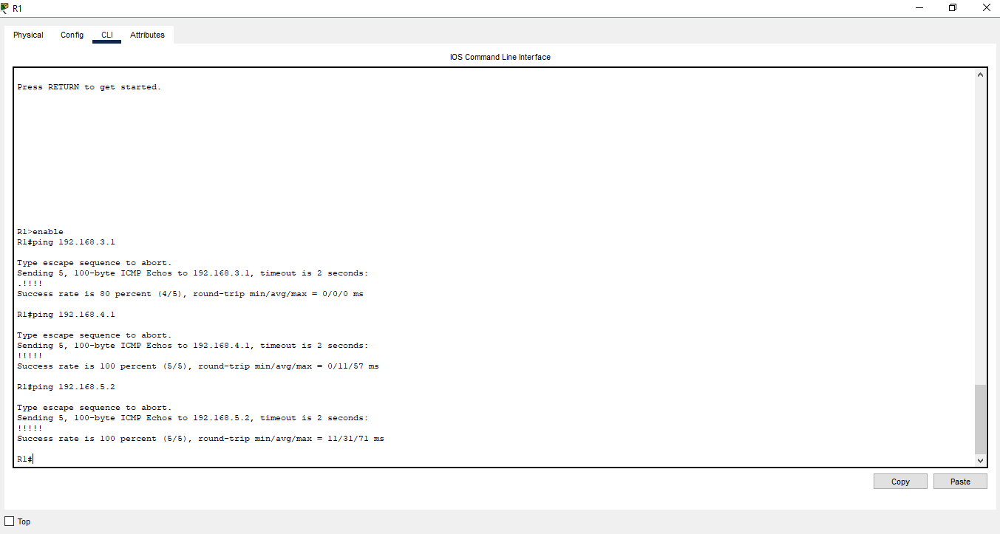 R1
Physical Config CLI Attributes
IOS Command Line Interface
Press RETURN to get started.
R1>enable
R1#ping 192.168.3.1
Type escape sequence to abort.
Sending 5, 100-byte ICMP Echos to 192.168.3.1, timeout is 2 seconds:
.!!!!
Success rate is 80 percent (4/5), round-trip min/avg/max = 0/0/0 ms
R1#ping 192.168.4.1
Type escape sequence to abort.
Sending 5, 100-byte ICMP Echos to 192.168.4.1, timeout is 2 seconds:
!!!!!
Success rate is 100 percent (5/5), round-trip min/avg/max = 0/11/57 ms
R1#ping 192.168.5.2
Type escape sequence to abort.
Sending 5, 100-byte ICMP Echos to 192.168.5.2, timeout is 2 seconds:
!!!!!
Success rate is 100 percent (5/5), round-trip min/avg/max = 11/31/71 ms
R1#
Copy Paste
Top